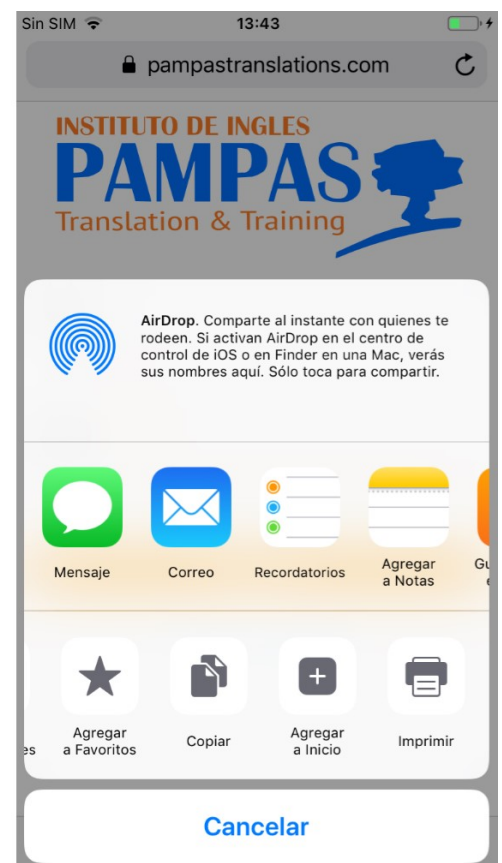 Sin SIM 13:43
pampastranslations.com
INSTITUTO DE INGLES
PAMPAS
Translation & Training
AirDrop. Comparte al instante con quienes te
rodeen. Si activan AirDrop en el centro de
control de iOS o en Finder en una Mac, verás
sus nombres aquí. Sólo toca para compartir.
Mensaje
Correo
Recordatorios
Agregar
a Notas
Agregar
a Favoritos
Copiar
Agregar
a Inicio
Imprimir
Cancelar